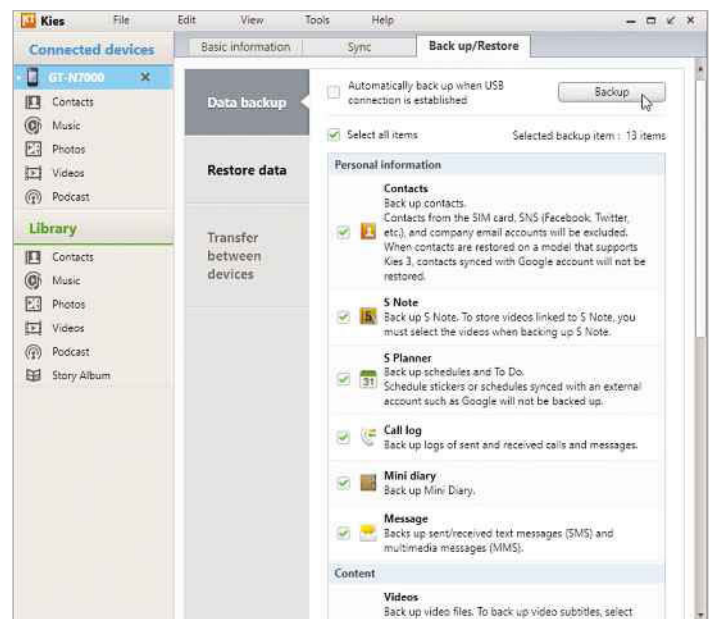 Kies File Edit View Tools Help
Connected devices
GT-N7000
Contacts
Music
Photos
Videos
Podcast
Library
Contacts
Music
Photos
Videos
Podcast
Story Album
Basic information Sync Back up/Restore
Data backup
Restore data
Transfer
between
devices
Automatically back up when USB
connection is established
Backup
Select all items Selected backup item : 13 items
Personal information
Contacts
Back up contacts.
Contacts from the SIM card, SNS (Facebook, Twitter,
etc.), and company email accounts will be excluded.
When contacts are restored on a model that supports
Kies 3, contacts synced with Google account will not be
restored.
S Note
Back up S Note. To store videos linked to S Note, you
must select the videos when backing up S Note.
S Planner
31
Back up schedules and To Do.
Schedule stickers or schedules synced with an external
account such as Google will not be backed up.
Call log
Back up logs of sent and received calls and messages.
Mini diary
Back up Mini Diary.
Message
Backs up sent/received text messages (SMS) and
multimedia messages (MMS).
Content
Videos
Back up video files. To back up video subtitles, select